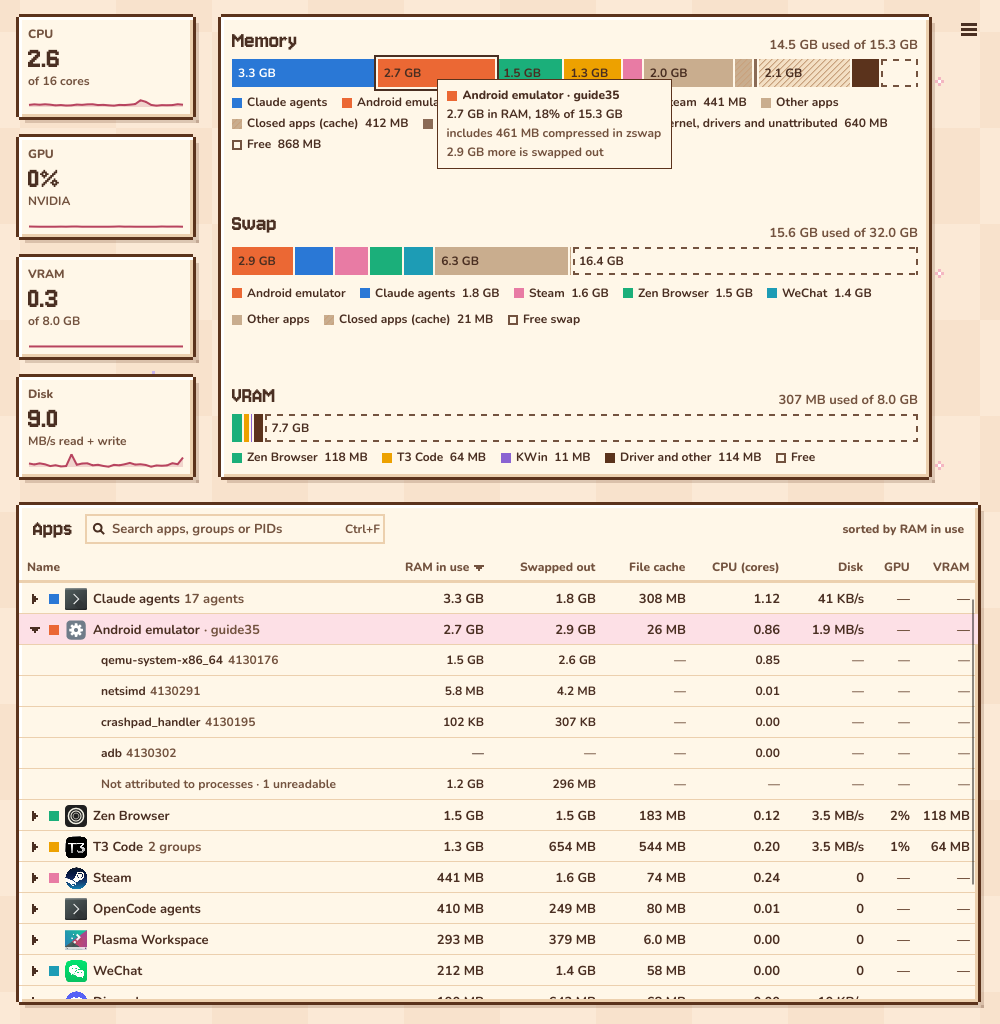 CPU
2.6
of 16 cores
GPU
0%
NVIDIA
VRAM
0.3
of 8.0 GB
Disk
9.0
MB/s read + write
Memory
14.5 GB used of 15.3 GB
3.3 GB 2.7 GB 1.5 GB 1.3 GB 2.0 GB 2.1 GB
Claude agents Android emula eam 441 MB Other apps
Closed apps (cache) 412 MB ernel, drivers and unattributed 640 MB
Free 868 MB
Android emulator · guide35
2.7 GB in RAM, 18% of 15.3 GB
includes 461 MB compressed in zswap
2.9 GB more is swapped out
Swap
15.6 GB used of 32.0 GB
2.9 GB 6.3 GB 16.4 GB
Android emulator Claude agents 1.8 GB Steam 1.6 GB Zen Browser 1.5 GB WeChat 1.4 GB
Other apps Closed apps (cache) 21 MB Free swap
VRAM
307 MB used of 8.0 GB
7.7 GB
Zen Browser 118 MB T3 Code 64 MB KWin 11 MB Driver and other 114 MB Free
Apps Search apps, groups or PIDs Ctrl+F sorted by RAM in use
Name RAM in use Swapped out File cache CPU (cores) Disk GPU VRAM
Claude agents 17 agents 3.3 GB 1.8 GB 308 MB 1.12 41 KB/s — —
Android emulator · guide35 2.7 GB 2.9 GB 26 MB 0.86 1.9 MB/s — —
qemu-system-x86_64 4130176 1.5 GB 2.6 GB — 0.85 — — —
netsimd 4130291 5.8 MB 4.2 MB — 0.01 — — —
crashpad_handler 4130195 102 KB 307 KB — 0.00 — — —
adb 4130302 — — — 0.00 — — —
Not attributed to processes · 1 unreadable 1.2 GB 296 MB — — — — —
Zen Browser 1.5 GB 1.5 GB 183 MB 0.12 3.5 MB/s 2% 118 MB
T3 T3 Code 2 groups 1.3 GB 654 MB 544 MB 0.20 3.5 MB/s 1% 64 MB
Steam 441 MB 1.6 GB 74 MB 0.24 0 — —
OpenCode agents 410 MB 249 MB 80 MB 0.01 0 — —
Plasma Workspace 293 MB 379 MB 6.0 MB 0.00 0 — —
WeChat 212 MB 1.4 GB 58 MB 0.00 0 — —